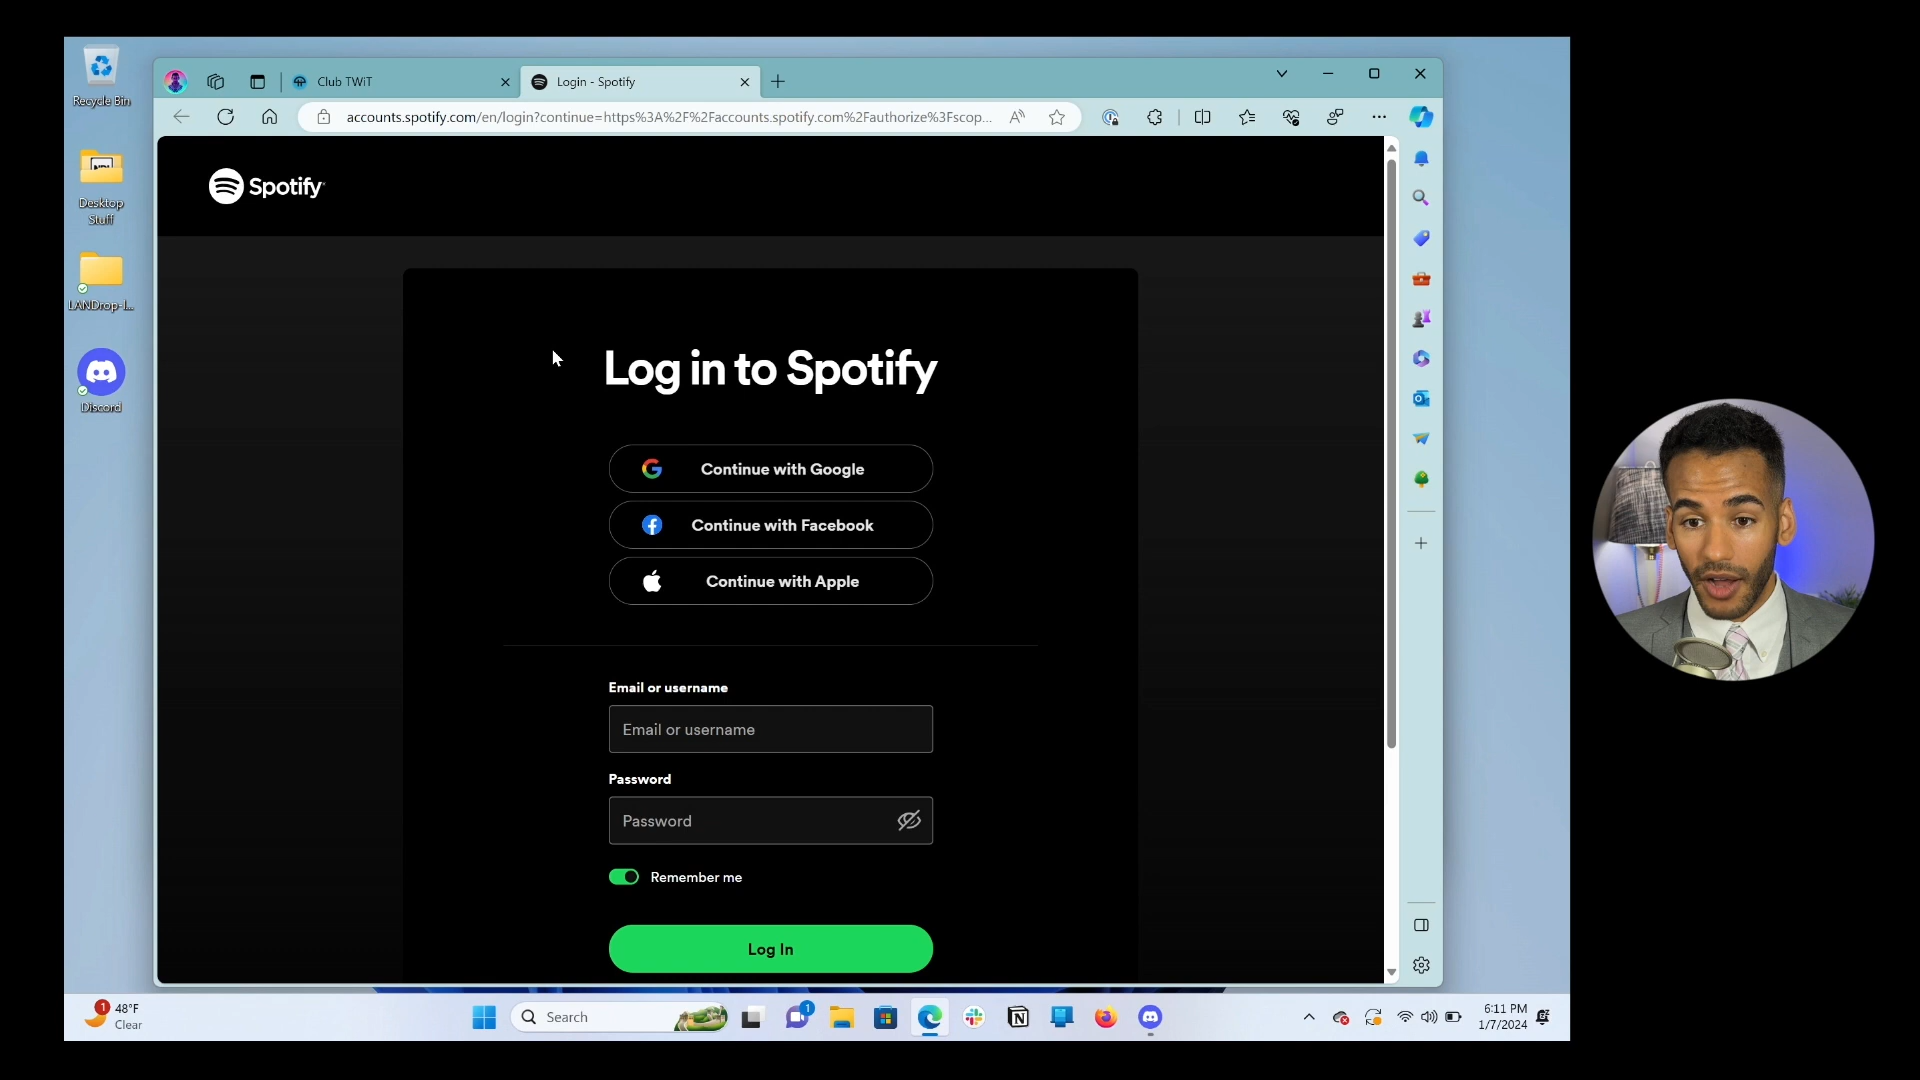 Recycle Bin
Desktop
Stuff
LANDrop-I...
Discord
Club TWiT
Login - Spotify
accounts.spotify.com/en/login?continue=https%3A%2F%2Faccounts.spotify.com%2Fauthorize%3Fscop...
Spotify
Log in to Spotify
Continue with Google
Continue with Facebook
Continue with Apple
Email or username
Email or username
Password
Password
Remember me
Log In
1
48°F
Clear
Search
1
6:11 PM
1/7/2024